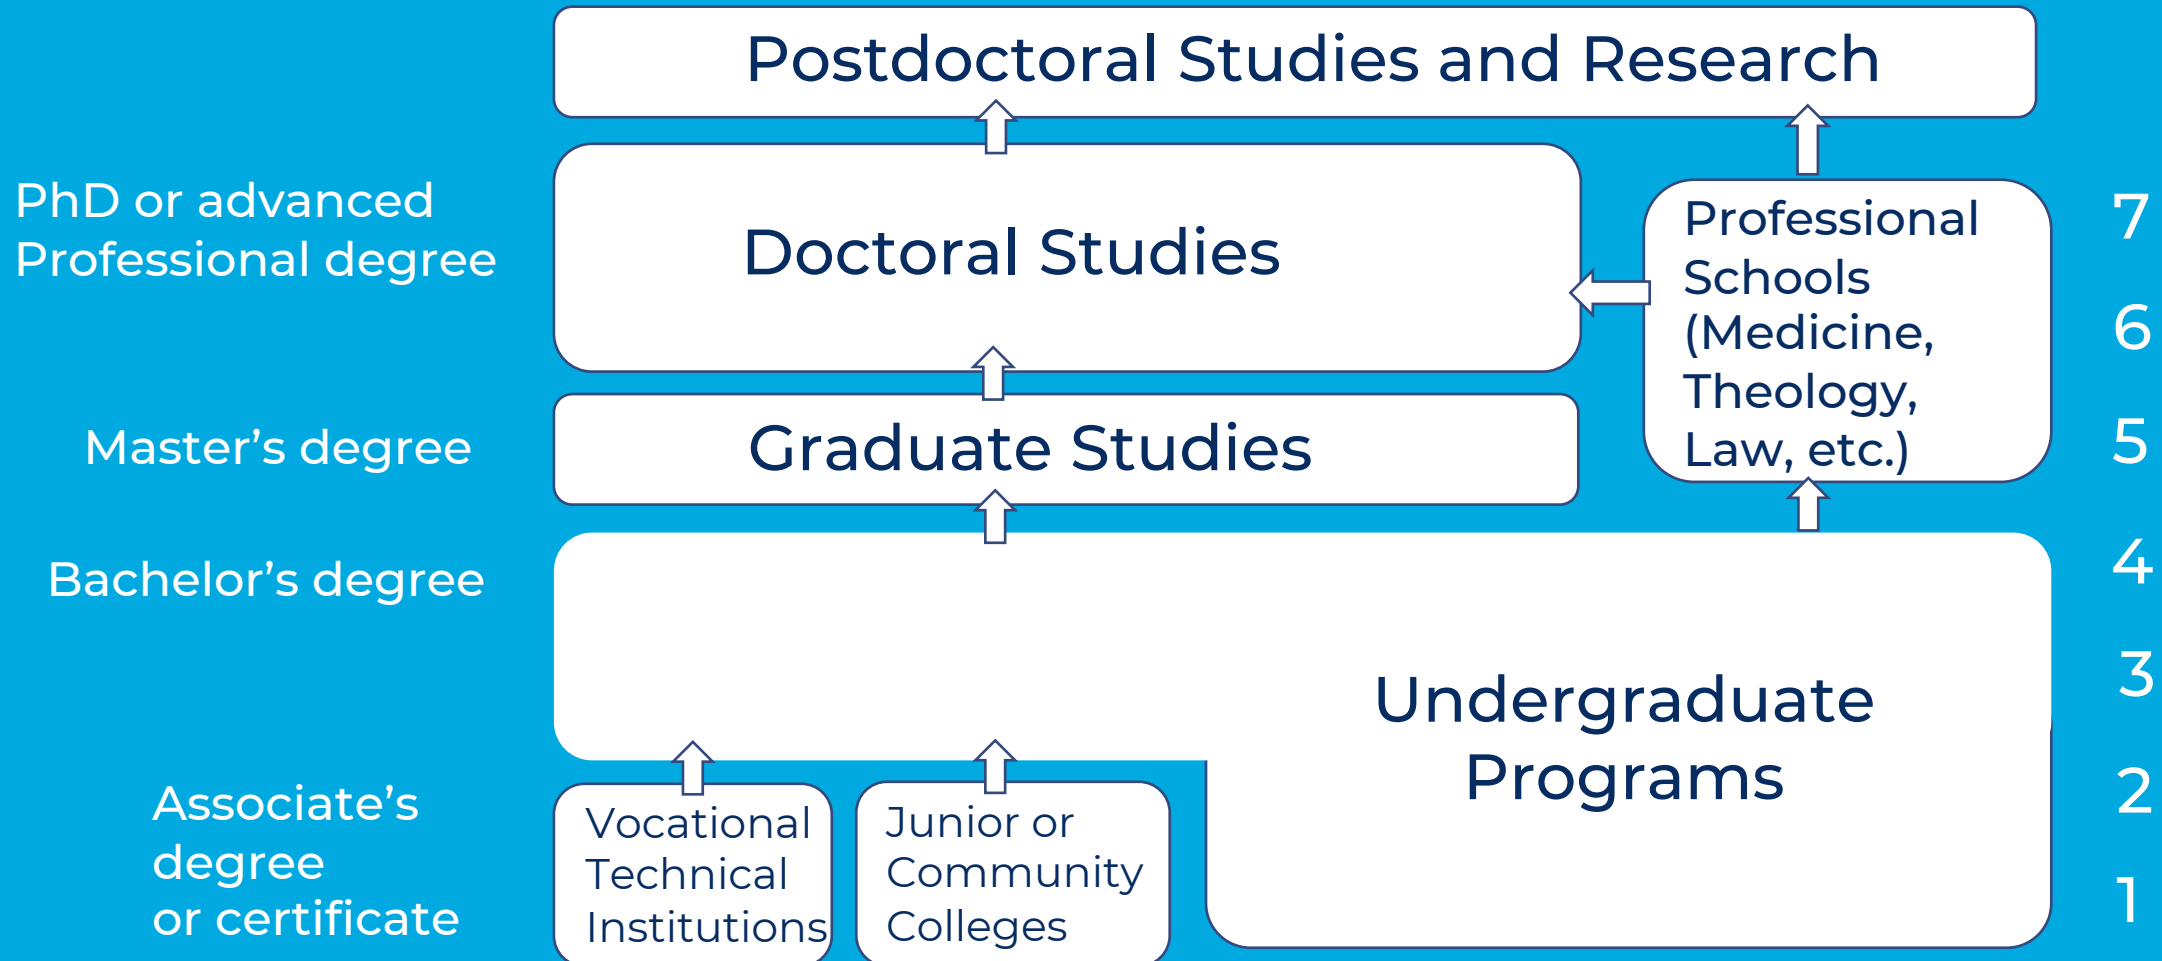 Postdoctoral Studies and Research
PhD or advanced
Professional degree
Doctoral Studies
Professional
Schools
(Medicine,
Theology,
Law, etc.)
7
6
Master's degree
Graduate Studies
5
Bachelor's degree
4
3
Undergraduate
Programs
Associate's
degree
or certificate
Vocational
Technical
Institutions
Junior or
Community
Colleges
2
1